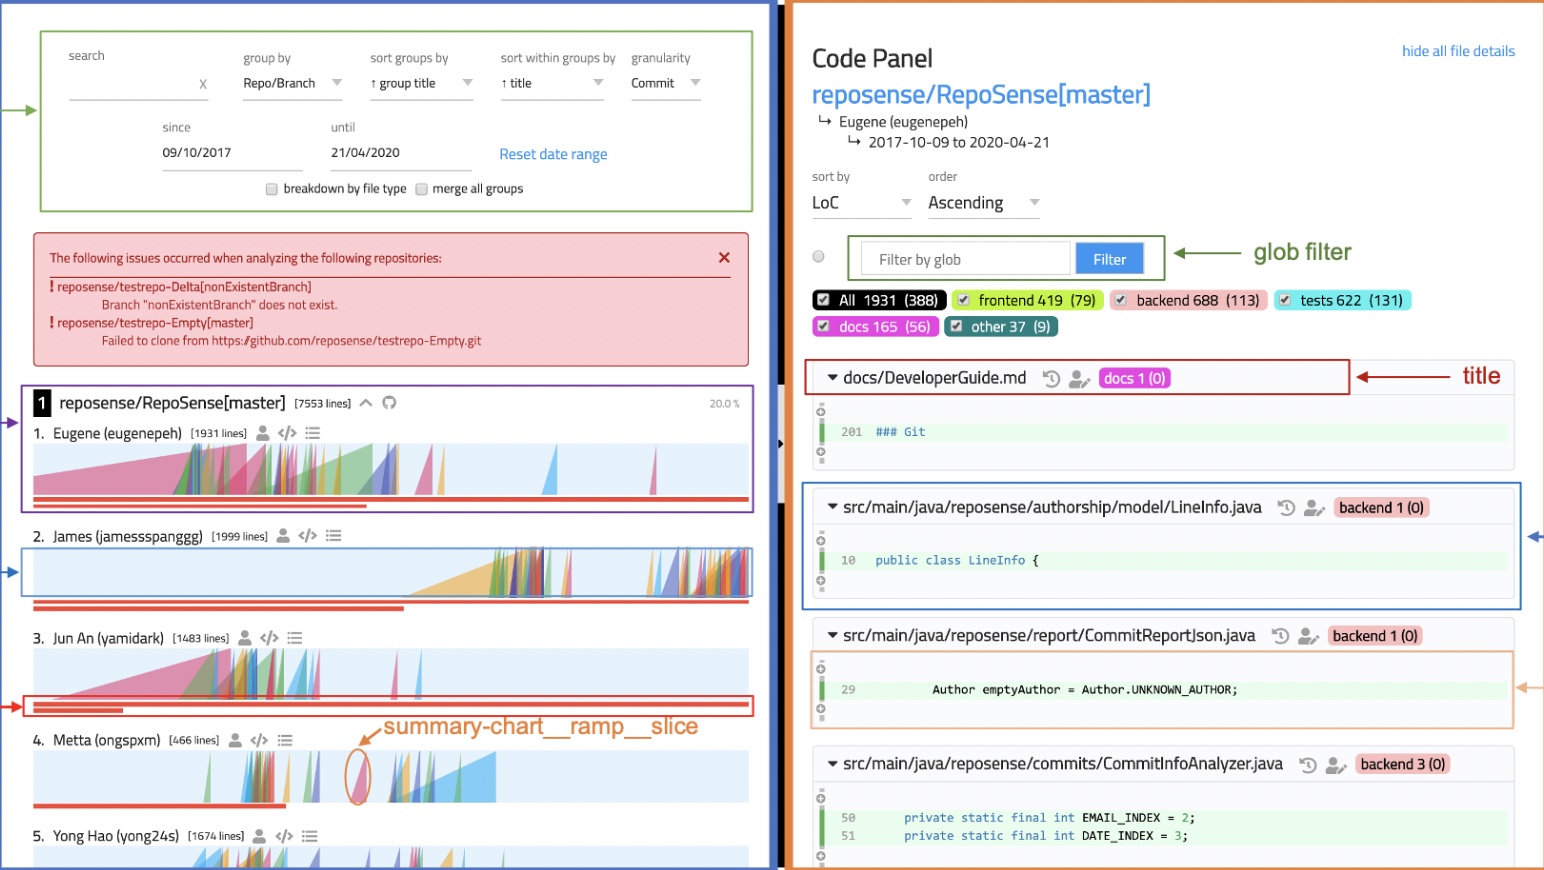 search
group by
sort groups by
sort within groups by
granularity
X
Repo/Branch
↑ group title
↑ title
Commit
since
until
09/10/2017
21/04/2020
Reset date range
breakdown by file type
merge all groups
The following issues occurred when analyzing the following repositories:
! reposense/testrepo-Delta[nonExistentBranch]
Branch "nonExistentBranch" does not exist.
! reposense/testrepo-Empty[master]
Failed to clone from https://github.com/reposense/testrepo-Empty.git
1 reposense/RepoSense[master] [7553 lines] 20.0 %
1. Eugene (eugenepeh) [1931 lines] </>
2. James (jamessspanggg) [1999 lines] </>
3. Jun An (yamidark) [1483 lines] </>
summary-chart__ramp__slice
4. Metta (ongspxm) [466 lines] </>
5. Yong Hao (yong24s) [1674 lines] </>
Code Panel
hide all file details
reposense/RepoSense[master]
Eugene (eugenepeh)
2017-10-09 to 2020-04-21
sort by
order
LoC
Ascending
Filter by glob
Filter
glob filter
All 1931 (388)
frontend 419 (79)
backend 688 (113)
tests 622 (131)
docs 165 (56)
other 37 (9)
docs/DeveloperGuide.md docs 1 (0)
title
201 ### Git
src/main/java/reposense/authorship/model/LineInfo.java backend 1 (0)
10 public class LineInfo {
src/main/java/reposense/report/CommitReportJson.java backend 1 (0)
29 Author emptyAuthor = Author.UNKNOWN_AUTHOR;
src/main/java/reposense/commits/CommitInfoAnalyzer.java backend 3 (0)
50 private static final int EMAIL_INDEX = 2;
51 private static final int DATE_INDEX = 3;